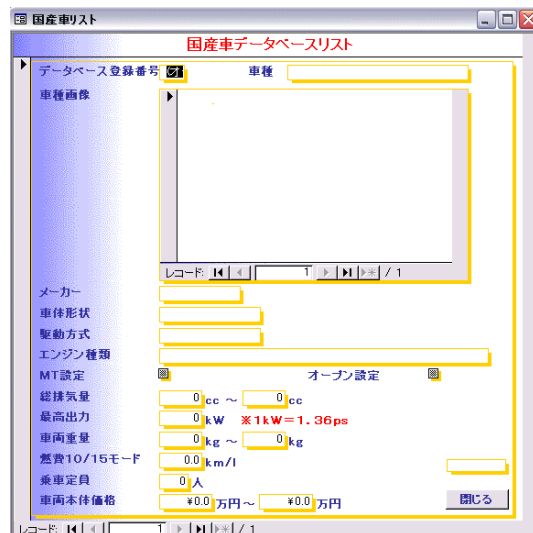 国産車リスト
国産車データベースリスト
データベース登録番号 車種
車種画像
レコード: 1 / 1
メーカー
車体形状
駆動方式
エンジン種類
MT設定 オープン設定
総排気量 0 cc ～ 0 cc
最高出力 0 kW ※1kW＝1.36ps
車両重量 0 kg ～ 0 kg
燃費10/15モード 0.0 km/l
乗車定員 0 人
車両本体価格 ¥0.0 万円～ ¥0.0 万円 閉じる
レコード: 1 / 1